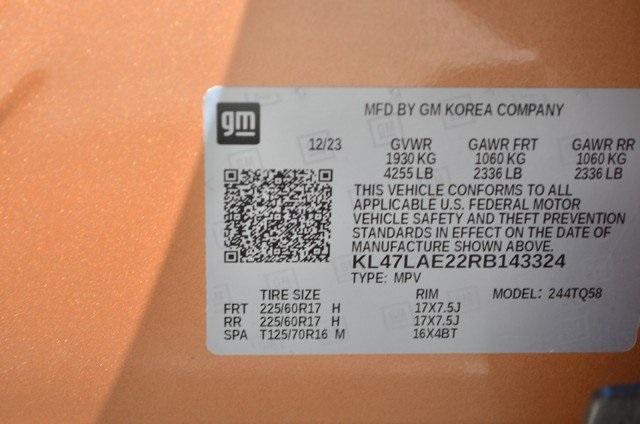 gm
MFD BY GM KOREA COMPANY
12/23 GVWR GAWR FRT GAWR RR
1930 KG 1060 KG 1060 KG
4255 LB 2336 LB 2336 LB
THIS VEHICLE CONFORMS TO ALL
APPLICABLE U.S. FEDERAL MOTOR
VEHICLE SAFETY AND THEFT PREVENTION
STANDARDS IN EFFECT ON THE DATE OF
MANUFACTURE SHOWN ABOVE.
KL47LAE22RB143324
TYPE: MPV
TIRE SIZE RIM MODEL: 244TQ58
FRT 225/60R17 H 17X7.5J
RR 225/60R17 H 17X7.5J
SPA T125/70R16 M 16X4BT